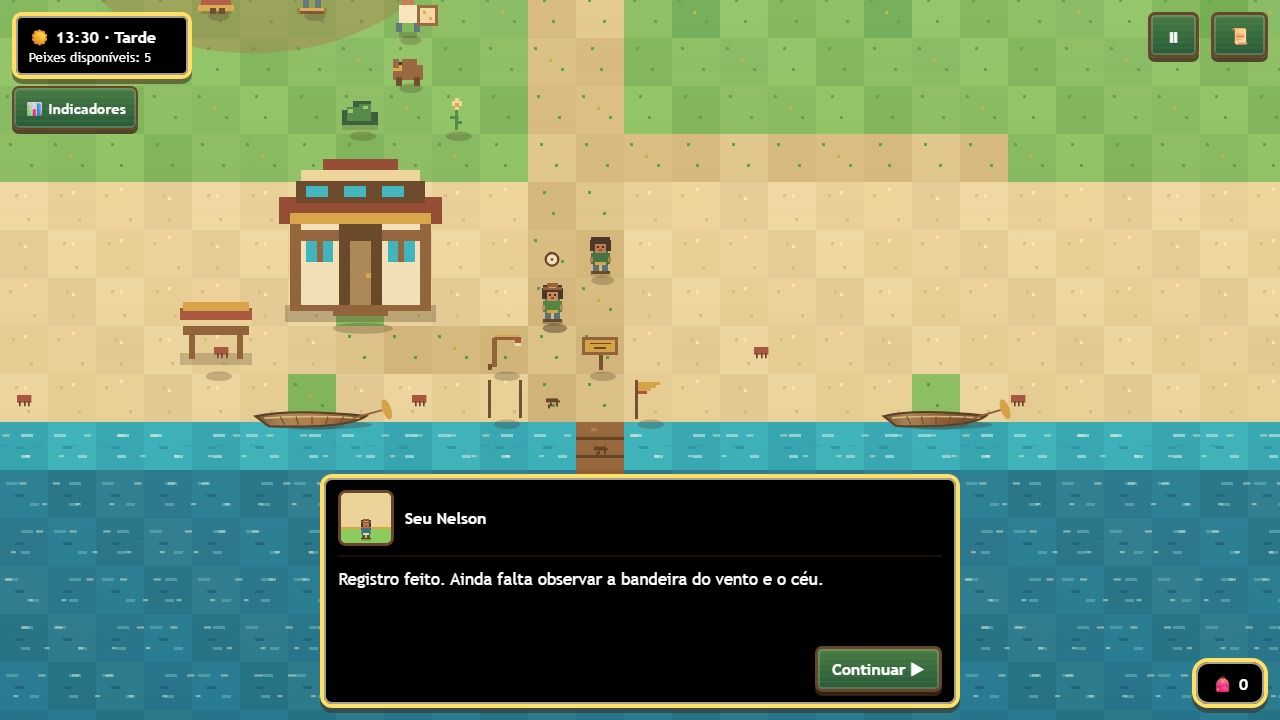 13:30 · Tarde
Peixes disponíveis: 5
Indicadores
Seu Nelson
Registro feito. Ainda falta observar a bandeira do vento e o céu.
Continuar ▶
0